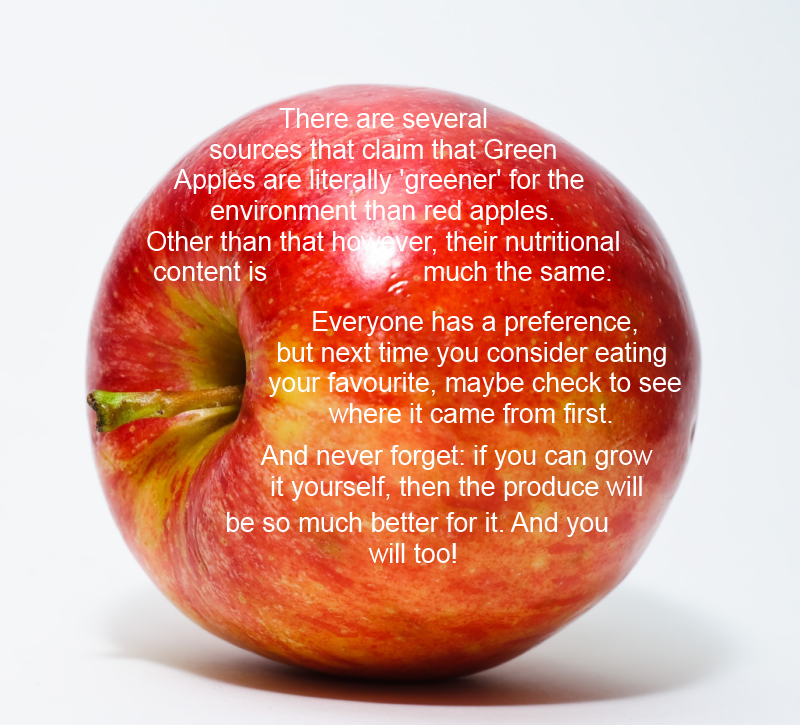 There are several
sources that claim that Green
Apples are literally 'greener' for the
environment than red apples.
Other than that however, their nutritional
content is much the same.
Everyone has a preference,
but next time you consider eating
your favourite, maybe check to see
where it came from first.
And never forget: if you can grow
it yourself, then the produce will
be so much better for it. And you
will too!